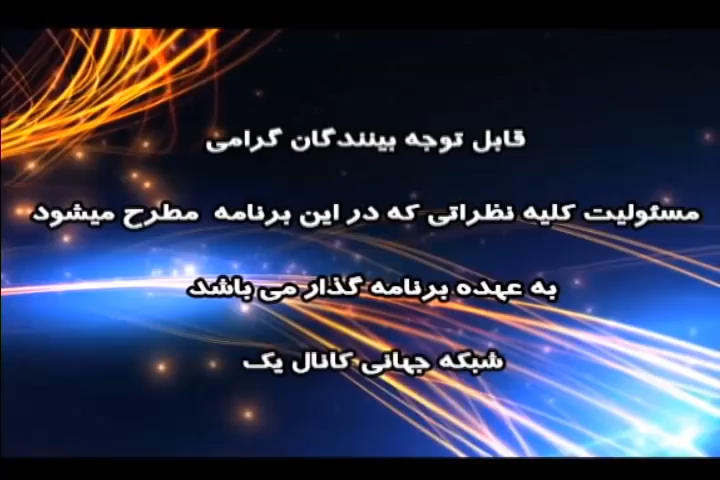 قابل توجه بینندگان گرامی
مسئولیت کلیه نظراتی که در این برنامه مطرح میشود
به عهده برنامه گذار می باشد
شبکه جهانی کانال یک